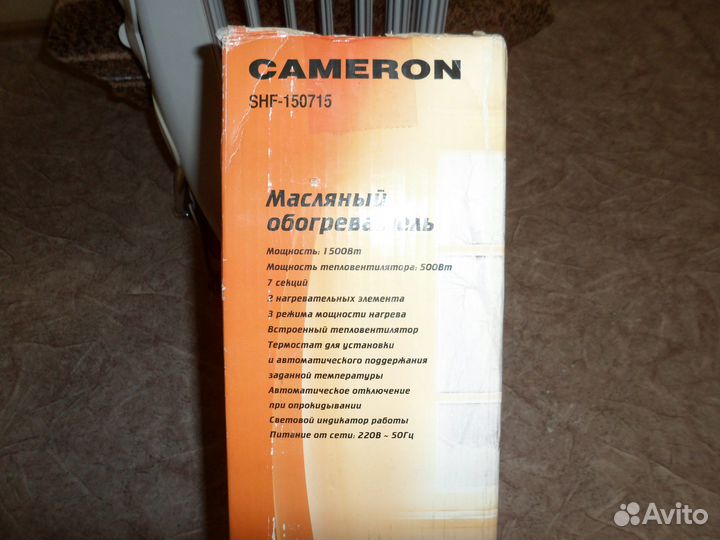 CAMERON
SHF-150715
Масляный
обогреватель
Мощность: 1500Вт
Мощность тепловентилятора: 500Вт
7 секций
2 нагревательных элемента
3 режима мощности нагрева
Встроенный тепловентилятор
Термостат для установки
и автоматического поддержания
заданной температуры
Автоматическое отключение
при опрокидывании
Световой индикатор работы
Питание от сети: 220В ~ 50Гц
Avito